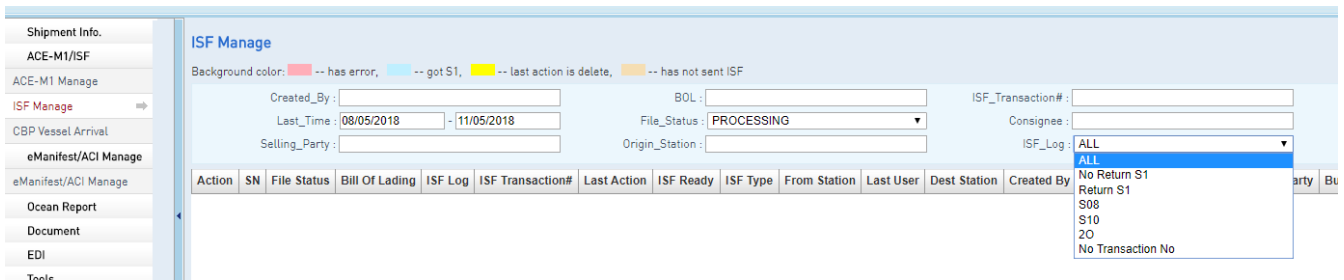 Shipment Info.
ACE-M1/ISF
ACE-M1 Manage
ISF Manage
CBP Vessel Arrival
eManifest/ACI Manage
eManifest/ACI Manage
Ocean Report
Document
EDI
Tools
ISF Manage
Background color: -- has error, -- got S1, -- last action is delete, -- has not sent ISF
Created_By : BOL : ISF_Transaction# :
Last_Time : 08/05/2018 - 11/05/2018 File_Status : PROCESSING Consignee :
Selling_Party : Origin_Station : ISF_Log : ALL
Action SN File Status Bill Of Lading ISF Log ISF Transaction# Last Action ISF Ready ISF Type From Station Last User Dest Station Created By arty Bu
ALL
No Return S1
Return S1
S08
S10
2O
No Transaction No